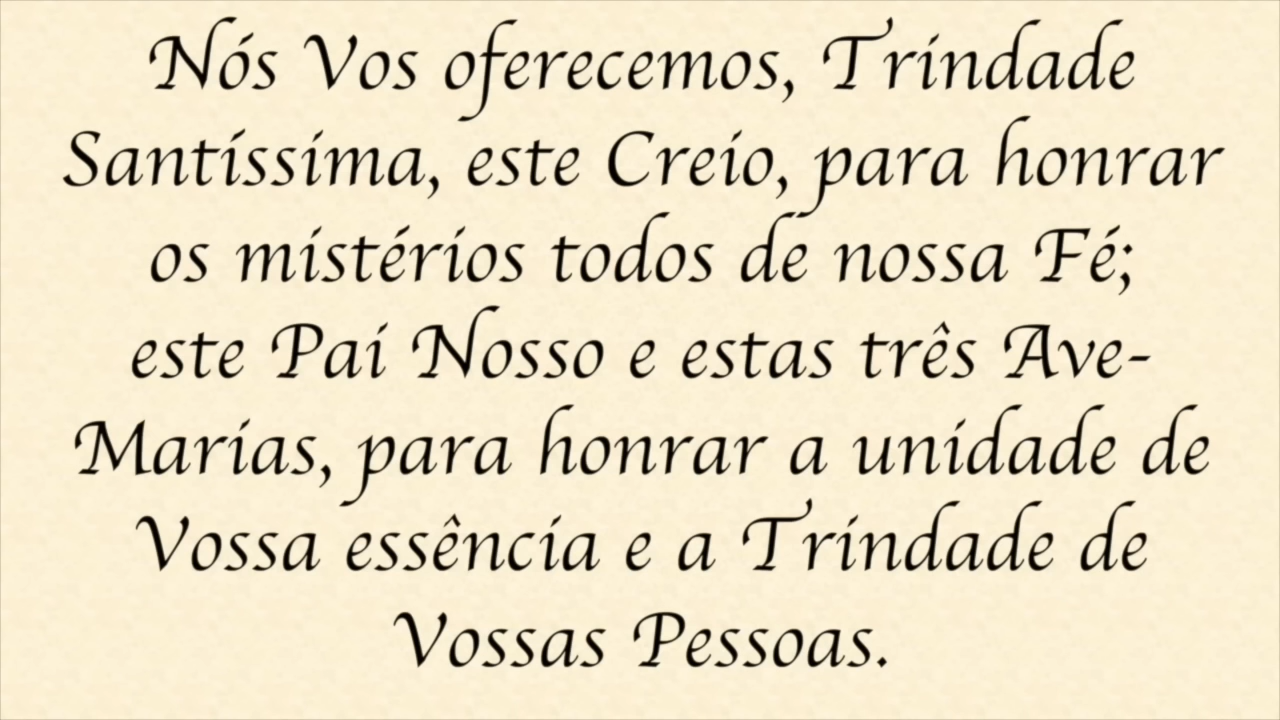 Nós Vos oferecemos, Trindade
Santíssima, este Creio, para honrar
os mistérios todos de nossa Fé;
este Pai Nosso e estas três Ave-
Marias, para honrar a unidade de
Vossa essência e a Trindade de
Vossas Pessoas.